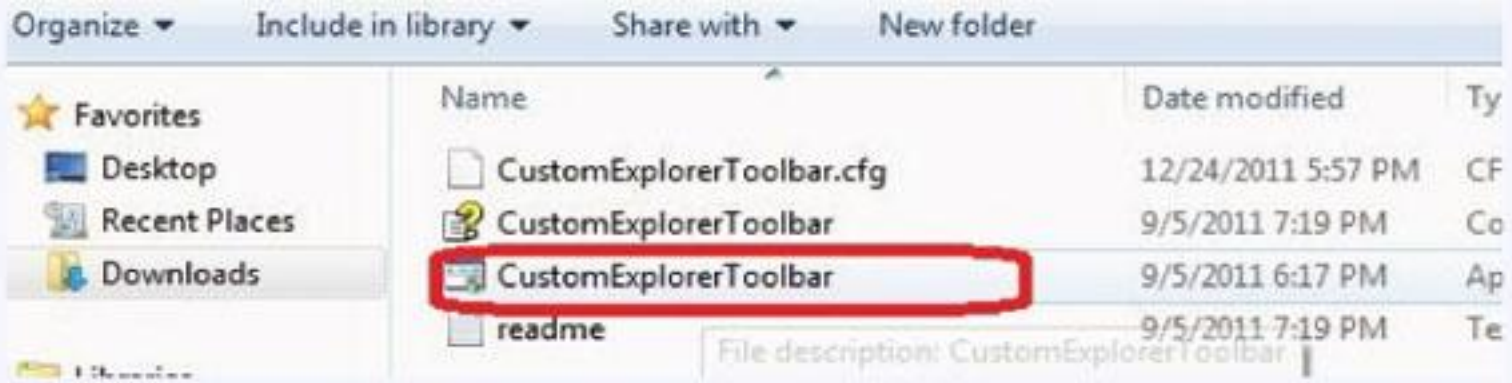 Organize Include in library Share with New folder
Favorites
Desktop
Recent Places
Downloads
Name Date modified Ty
CustomExplorerToolbar.cfg 12/24/2011 5:57 PM CF
CustomExplorerToolbar 9/5/2011 7:19 PM Co
CustomExplorerToolbar 9/5/2011 6:17 PM Ap
readme 9/5/2011 7:19 PM Te
File description: CustomExplorerToolbar